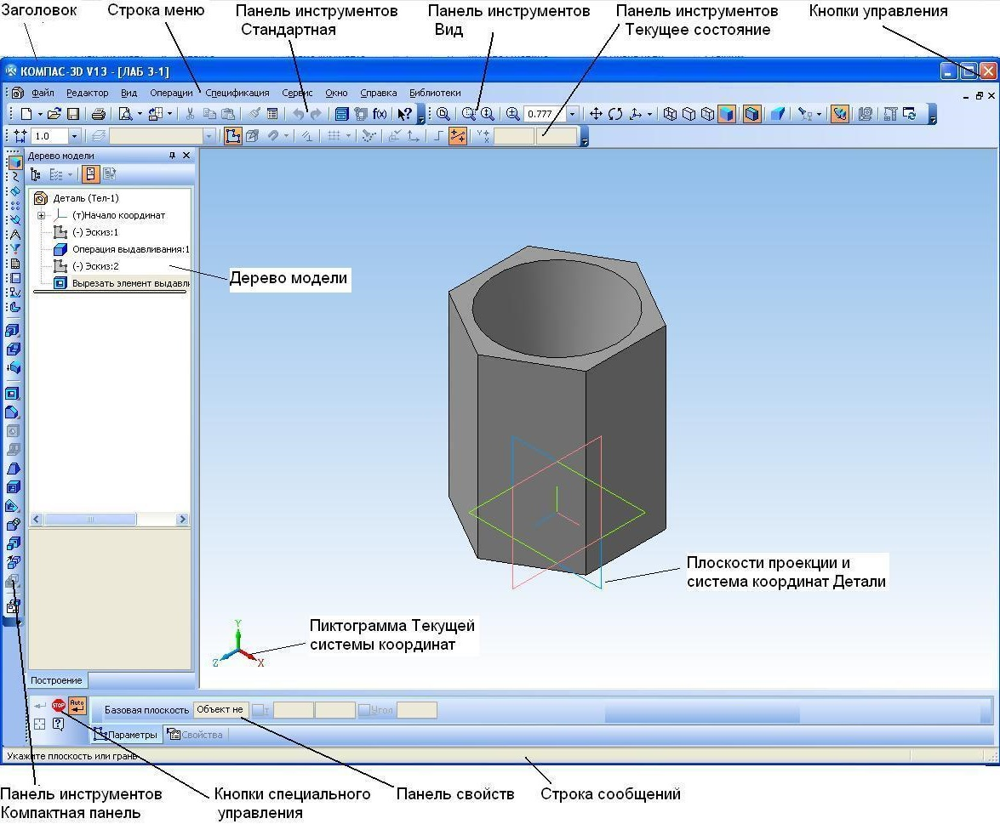 Заголовок
Строка меню
Панель инструментов
Стандартная
Панель инструментов
Вид
Панель инструментов
Текущее состояние
Кнопки управления
КОМПАС-3D V13 - [ЛАБ 3-1]
Файл Редактор Вид Операции Спецификация Сервис Окно Справка Библиотеки
f(x) 0.777
1.0
Дерево модели
Деталь (Тел-1)
(т)Начало координат
(-) Эскиз:1
Операция выдавливания:1
(-) Эскиз:2
Вырезать элемент выдавли
Дерево модели
Плоскости проекции и
система координат Детали
Пиктограмма Текущей
системы координат
Y
Z X
Построение
STOP Auto
Базовая плоскость Объект не т Угол
Параметры Свойства
Укажите плоскость или грань
Панель инструментов
Компактная панель
Кнопки специального
управления
Панель свойств
Строка сообщений